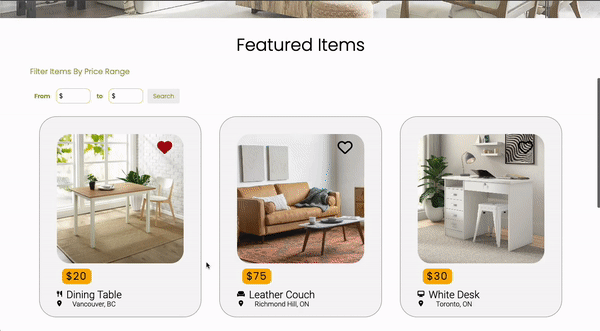 Featured Items
Filter Items By Price Range
From $ to $ Search
$20 $75 $30
Dining Table Leather Couch White Desk
Vancouver, BC Richmond Hill, ON Toronto, ON